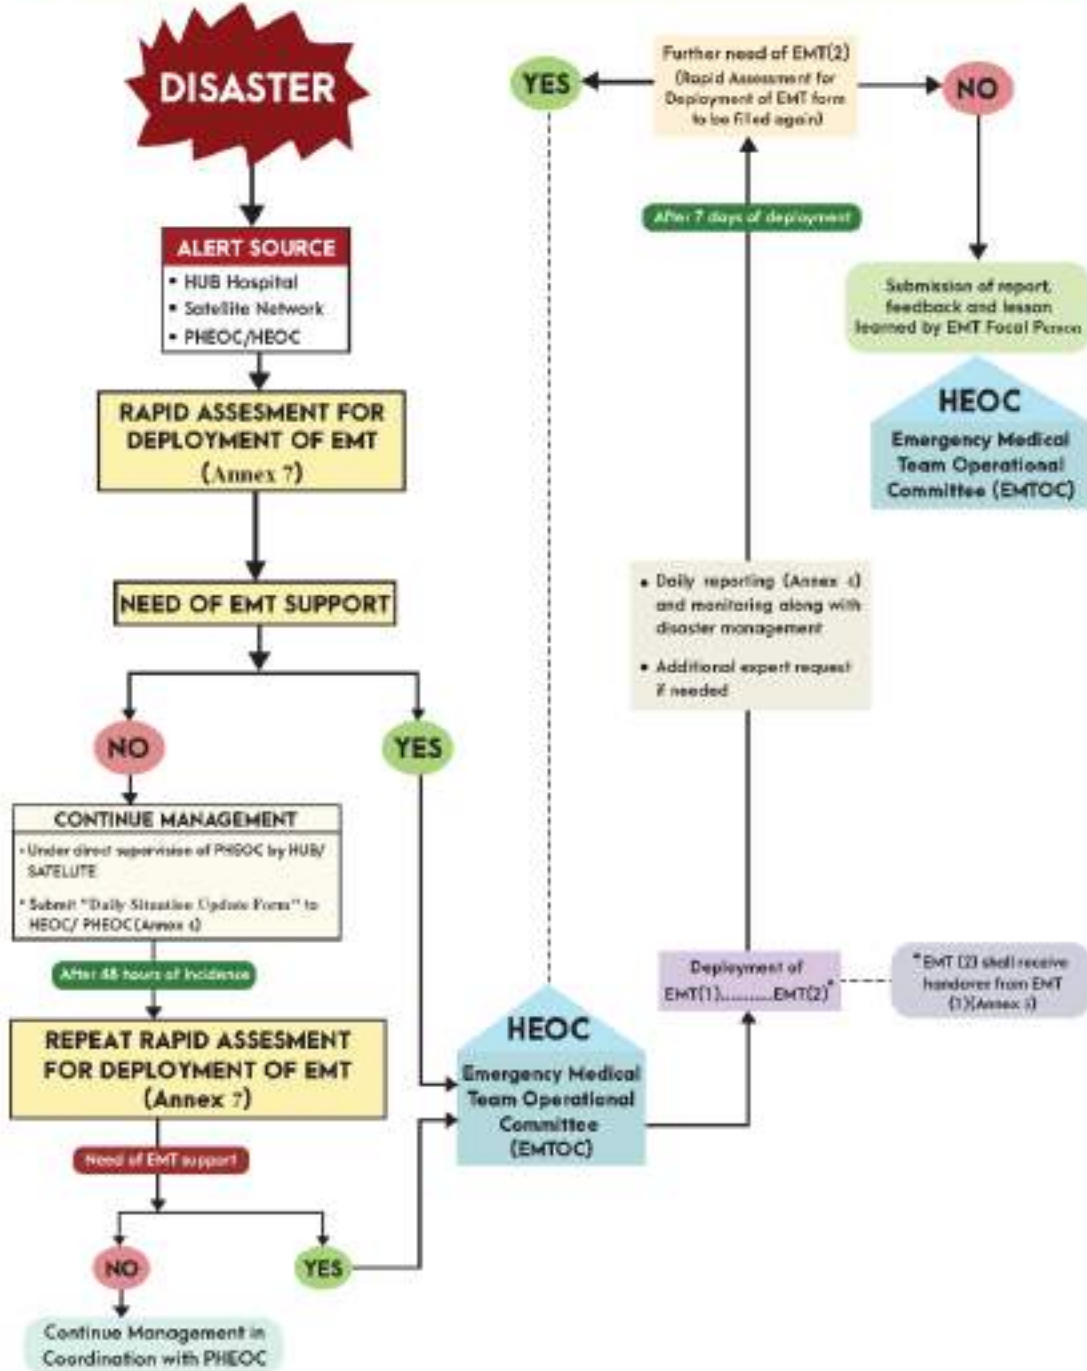 DISASTER
ALERT SOURCE
▪ HUB Hospital
▪ Satellite Network
▪ PHEOC/HEOC
RAPID ASSESMENT FOR
DEPLOYMENT OF EMT
(Annex 7)
NEED OF EMT SUPPORT
NO
YES
CONTINUE MANAGEMENT
• Under direct supervision of PHEOC by HUB/
SATELUTE
• Submit "Daily Situation Update Form" to
HEOC/ PHEOC(Annex 4)
After 48 hours of Incidence
REPEAT RAPID ASSESMENT
FOR DEPLOYMENT OF EMT
(Annex 7)
Need of EMT support
NO
YES
Continue Management in
Coordination with PHEOC
HEOC
Emergency Medical
Team Operational
Committee
(EMTOC)
Deployment of
EMT(1)...........EMT(2)*
*EMT (2) shall receive
handover from EMT
(1)(Annex
• Daily reporting (Annex 4)
and monitoring along with
disaster management
• Additional expert request
if needed
After 7 days of deployment
Further need of EMT(2)
(Rapid Assessment for
Deployment of EMT form
to be filled again)
YES
NO
Submission of report,
feedback and lesson
learned by EMT Focal Person
HEOC
Emergency Medical
Team Operational
Committee (EMTOC)